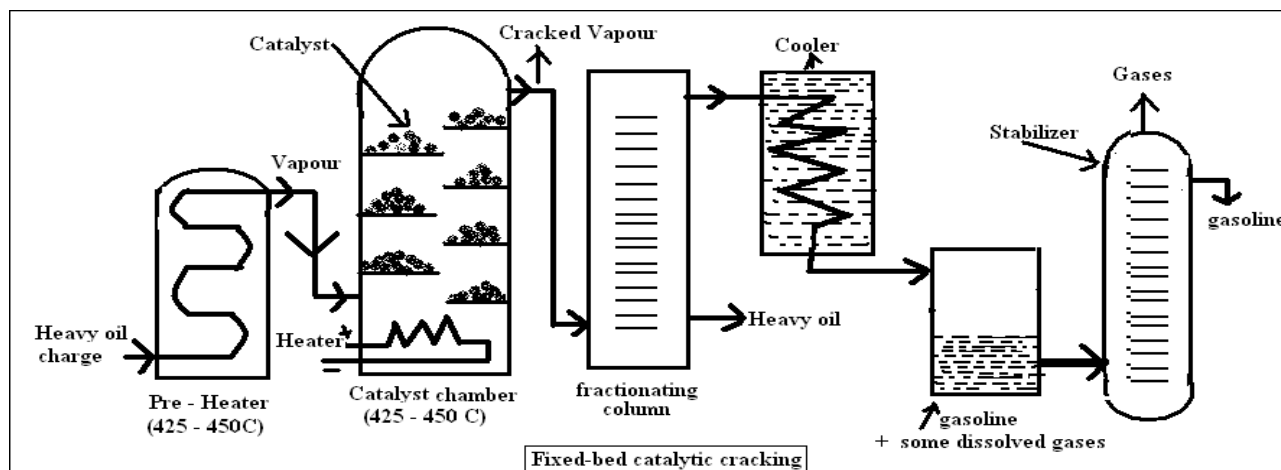 Catalyst
Cracked Vapour
Cooler
Gases
Stabilizer
Vapour
gasoline
Heavy oil
charge
Heater
+
=
Heavy oil
Pre - Heater
(425 - 450C)
Catalyst chamber
(425 - 450 C)
fractionating
column
gasoline
+ some dissolved gases
Fixed-bed catalytic cracking